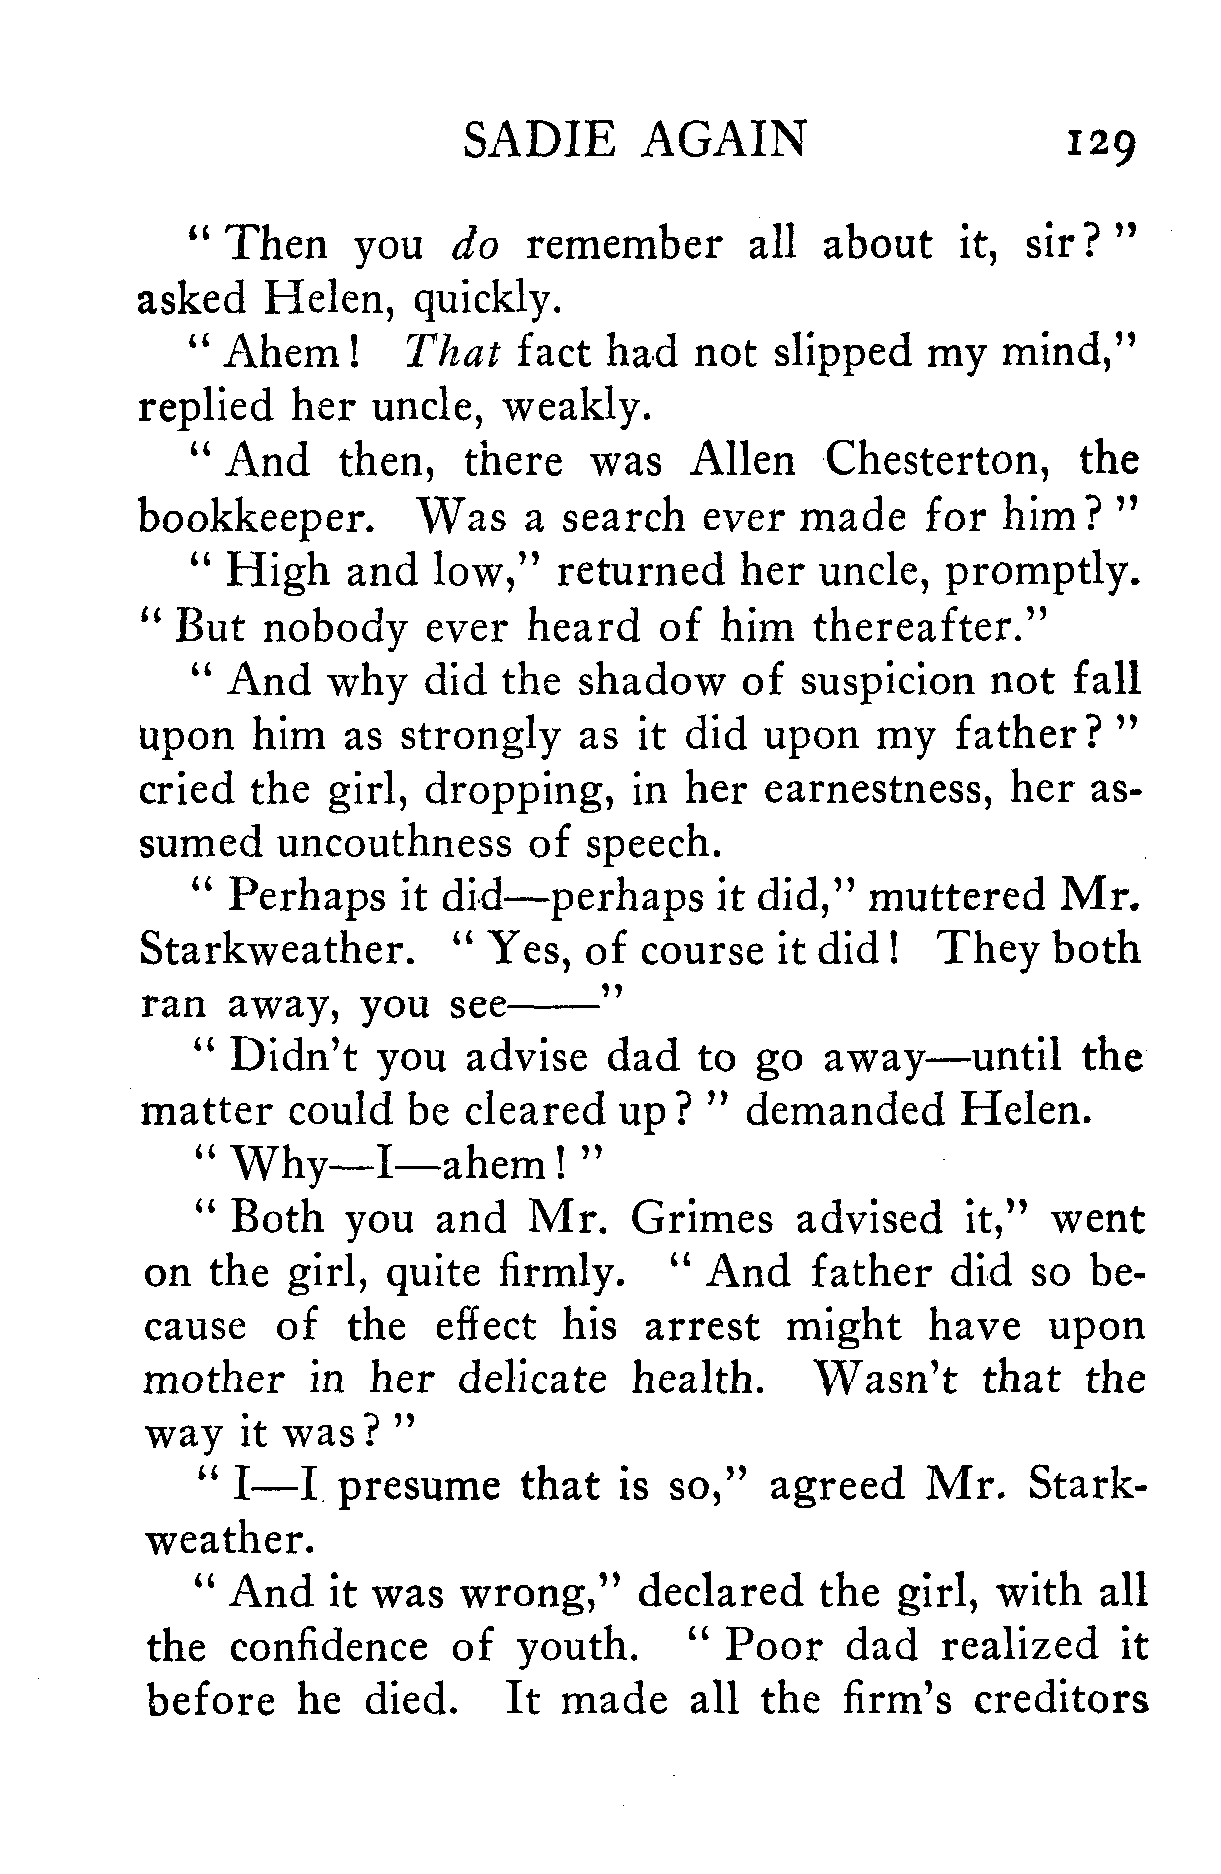 SADIE AGAIN 129
“ Then you do remember all about it, sir? ”
asked Helen, quickly.
“ Ahem! That fact had not slipped my mind,”
replied her uncle, weakly.
“ And then, there was Allen Chesterton, the
bookkeeper. Was a search ever made for him? ”
“ High and low,” returned her uncle, promptly.
“ But nobody ever heard of him thereafter.”
“ And why did the shadow of suspicion not fall
upon him as strongly as it did upon my father? ”
cried the girl, dropping, in her earnestness, her as-
sumed uncouthness of speech.
“ Perhaps it did—perhaps it did,” muttered Mr.
Starkweather. “ Yes, of course it did! They both
ran away, you see——”
“ Didn’t you advise dad to go away—until the
matter could be cleared up? ” demanded Helen.
“ Why—I—ahem! ”
“ Both you and Mr. Grimes advised it,” went
on the girl, quite firmly. “ And father did so be-
cause of the effect his arrest might have upon
mother in her delicate health. Wasn’t that the
way it was? ”
“ I—I presume that is so,” agreed Mr. Stark-
weather.
“ And it was wrong,” declared the girl, with all
the confidence of youth. “ Poor dad realized it
before he died. It made all the firm’s creditors